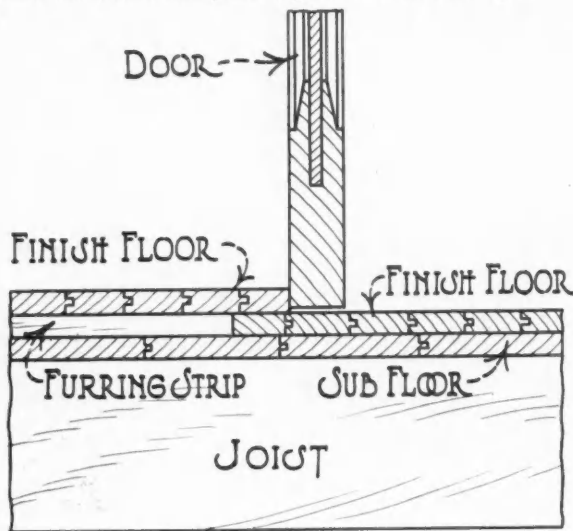 DOOR
FINISH FLOOR
FINISH FLOOR
FURRING STRIP
SUB FLOOR
JOIST